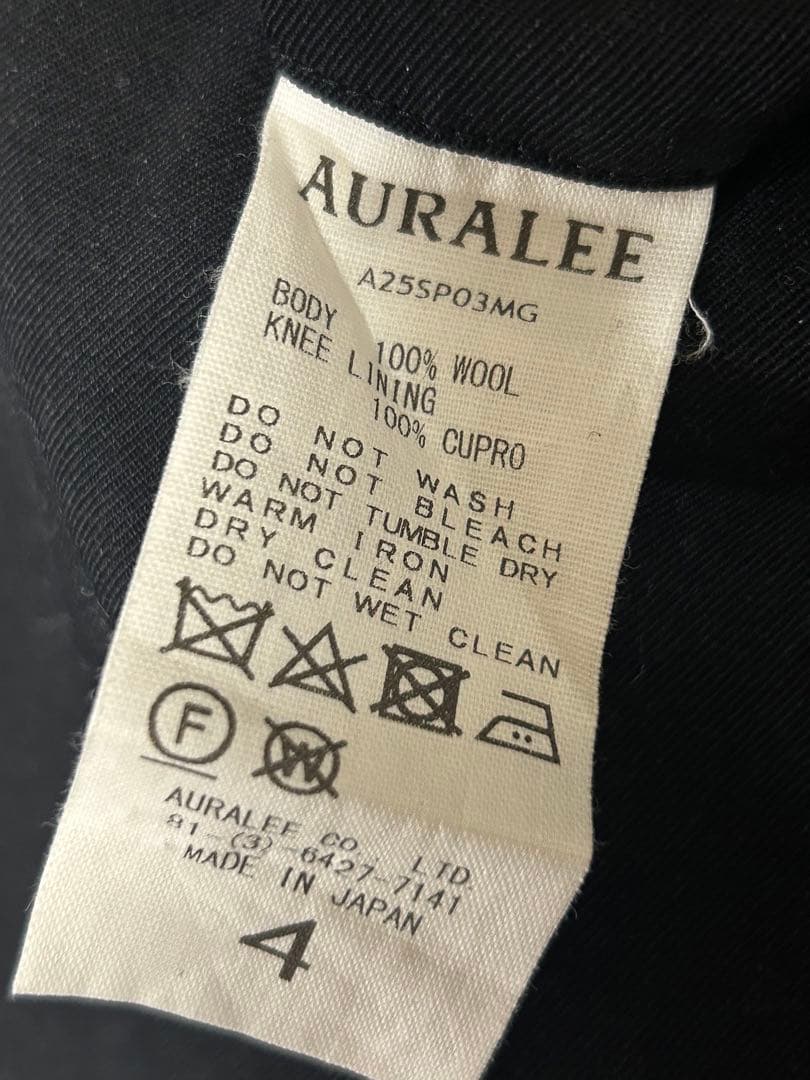 AURALEE
A25SP03MG
BODY
100% WOOL
KNEE LINING
100% CUPRO
DO NOT WASH
DO NOT BLEACH
DO NOT TUMBLE DRY
WARM IRON
DRY CLEAN
DO NOT WET CLEAN
F
W
AURALEE CO., LTD.
81-(3)-6427-7141
MADE IN JAPAN
4